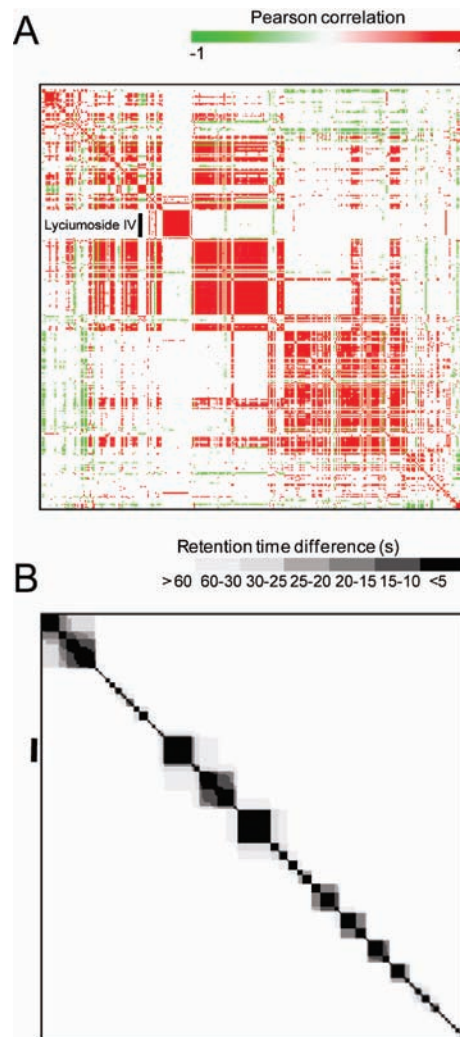 A
Pearson correlation
-1 1
Lyciumoside IV
Retention time difference (s)
B
>60 60-30 30-25 25-20 20-15 15-10 <5